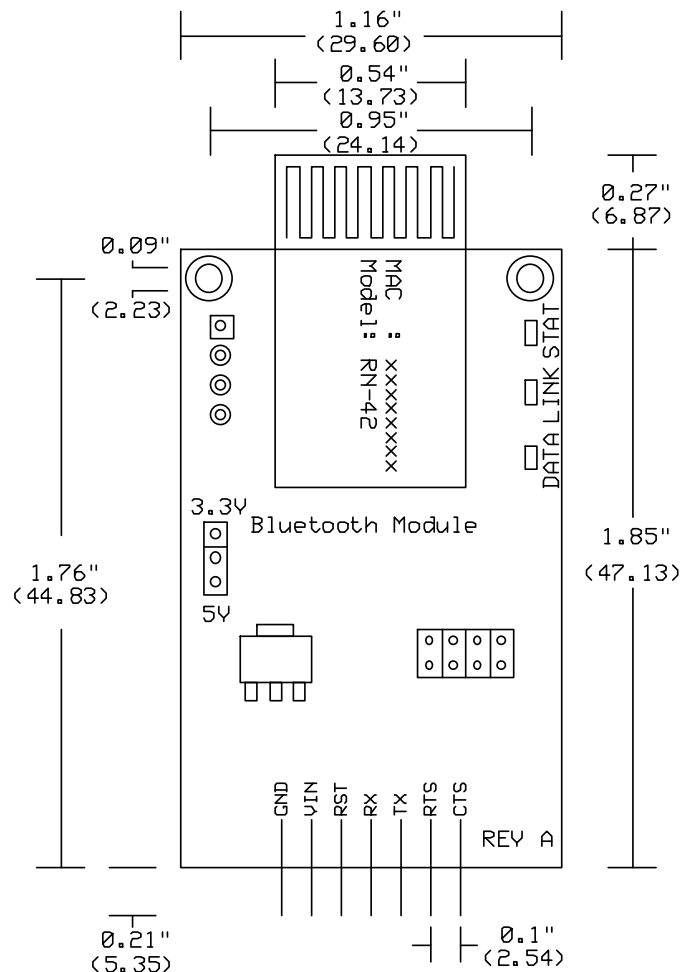 1.16"
(29.60)
0.54"
(13.73)
0.95"
(24.14)
0.27"
(6.87)
0.09"
(2.23)
MAC : xxxxxxxxx
Model: RN-42
STAT
LINK
DATA
3.3V
Bluetooth Module
5V
1.76"
(44.83)
1.85"
(47.13)
GND
VIN
RST
RX
TX
RTS
CTS
REV A
0.21"
(5.35)
0.1"
(2.54)